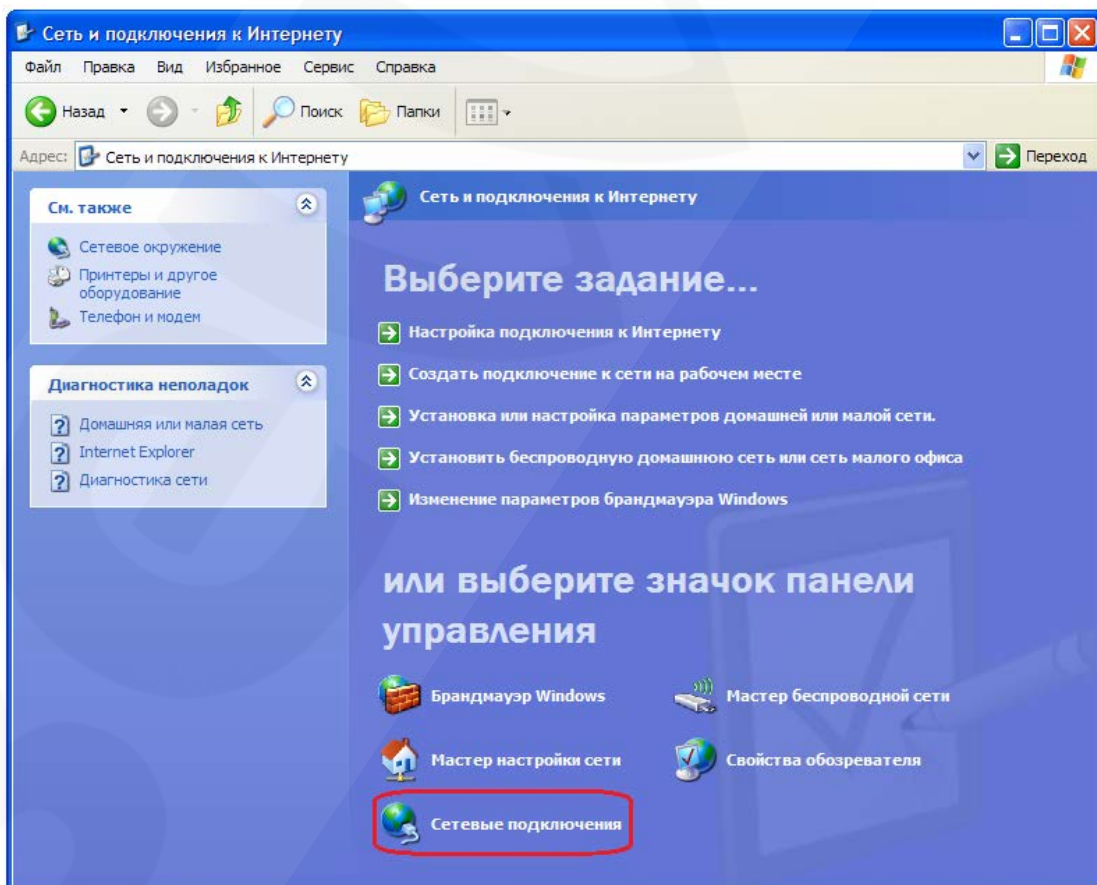 Сеть и подключения к Интернету
Файл Правка Вид Избранное Сервис Справка
Назад Поиск Папки
Адрес: Сеть и подключения к Интернету Переход
См. также
Сетевое окружение
Принтеры и другое
оборудование
Телефон и модем
Диагностика неполадок
Домашняя или малая сеть
Internet Explorer
Диагностика сети
Сеть и подключения к Интернету
Выберите задание...
Настройка подключения к Интернету
Создать подключение к сети на рабочем месте
Установка или настройка параметров домашней или малой сети.
Установить беспроводную домашнюю сеть или сеть малого офиса
Изменение параметров брандмауэра Windows
или выберите значок панели
управления
Брандмауэр Windows Мастер беспроводной сети
Мастер настройки сети Свойства обозревателя
Сетевые подключения